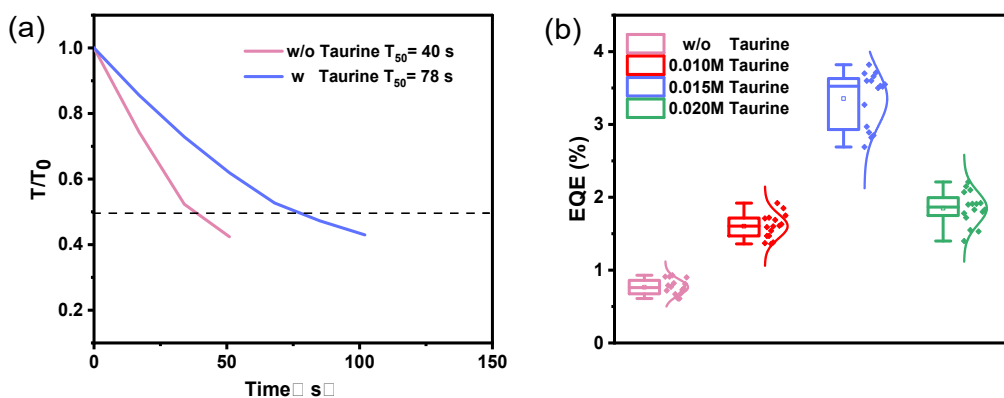 (a)
w/o Taurine T50= 40 s
w Taurine T50= 78 s
1.0
0.8
0.6
0.4
0.2
T/T0
0
50
100
150
Time□ s□
(b)
w/o Taurine
0.010M Taurine
0.015M Taurine
0.020M Taurine
4
3
2
1
0
EQE (%)